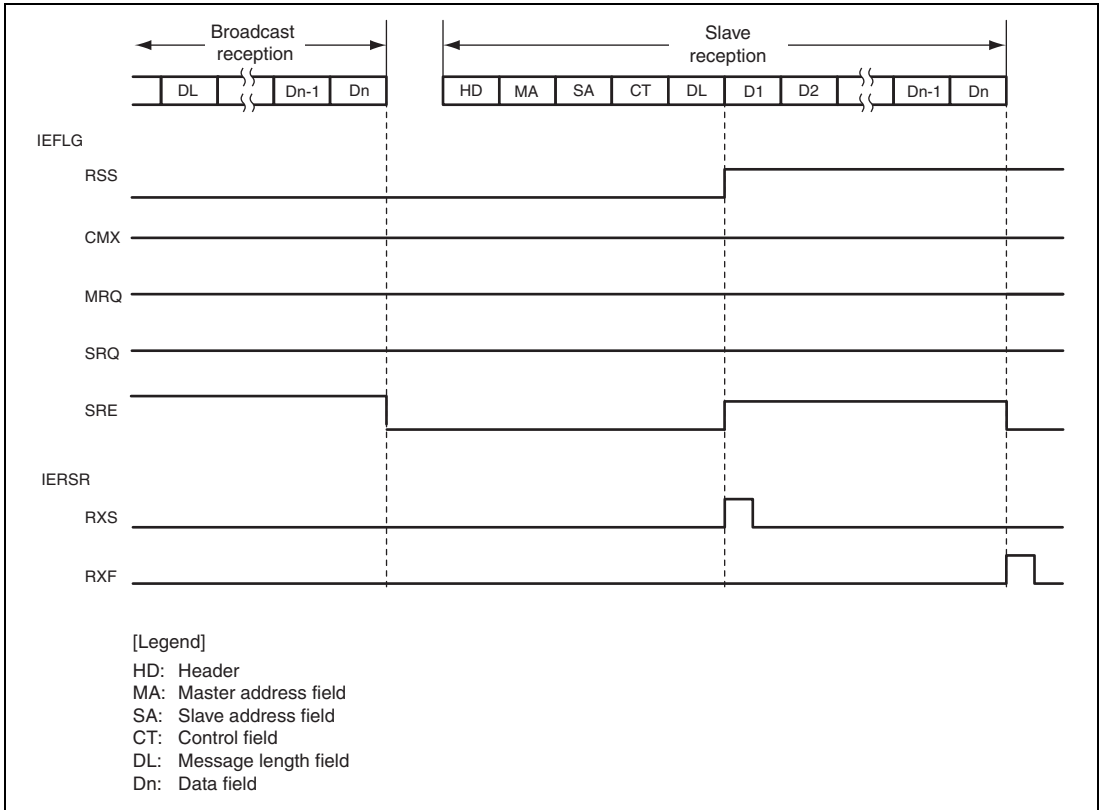 Broadcast
reception
Slave
reception
DL Dn-1 Dn HD MA SA CT DL D1 D2 Dn-1 Dn
IEFLG
RSS
CMX
MRQ
SRQ
SRE
IERSR
RXS
RXF
[Legend]
HD: Header
MA: Master address field
SA: Slave address field
CT: Control field
DL: Message length field
Dn: Data field